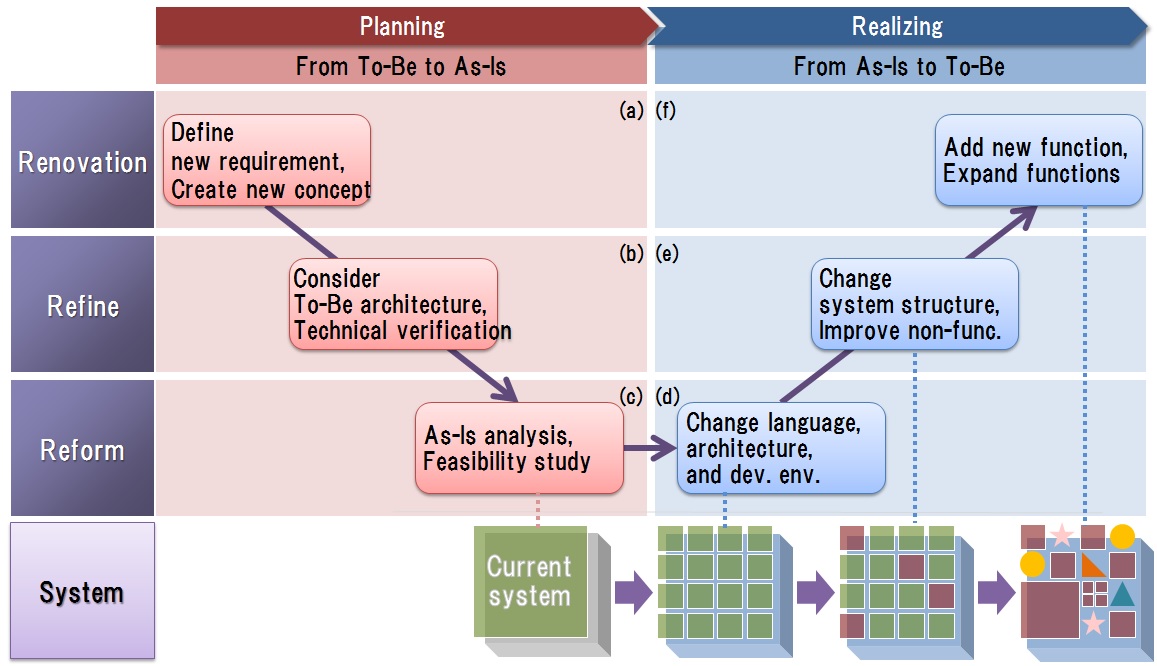 Planning
Realizing
From To-Be to As-Is
From As-Is to To-Be
Renovation
(a)
(f)
Define
new requirement,
Create new concept
Add new function,
Expand functions
Refine
(b)
(e)
Consider
To-Be architecture,
Technical verification
Change
system structure,
Improve non-func.
Reform
(c)
(d)
As-Is analysis,
Feasibility study
Change language,
architecture,
and dev. env.
System
Current
system